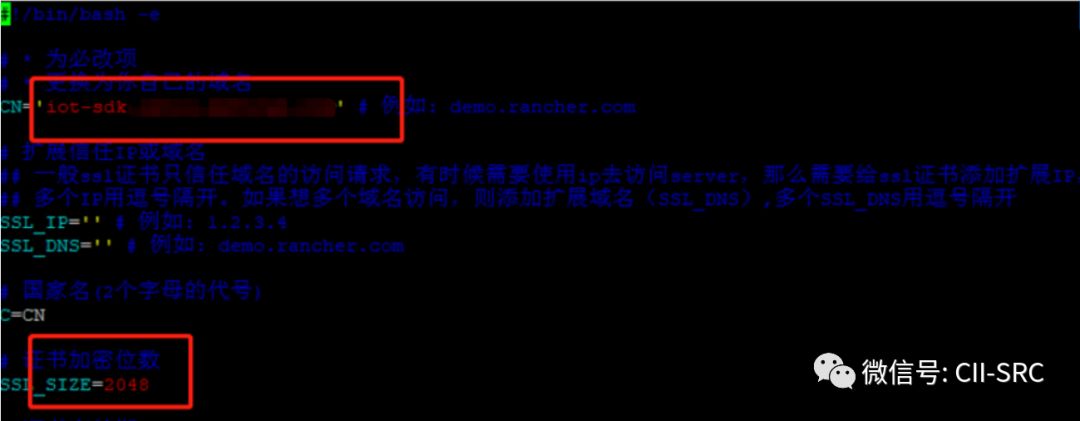 #!/bin/bash -e
# * 为必改项
# * 更换为你自己的域名
CN='iot-sdk ' # 例如: demo.rancher.com
# 扩展信任IP或域名
## 一般ssl证书只信任域名的访问请求，有时候需要使用ip去访问server，那么需要给ssl证书添加扩展IP，
## 多个IP用逗号隔开。如果想多个域名访问，则添加扩展域名（SSL_DNS）,多个SSL_DNS用逗号隔开
SSL_IP='' # 例如: 1.2.3.4
SSL_DNS='' # 例如: demo.rancher.com
# 国家名(2个字母的代号)
C=CN
# 证书加密位数
SSL_SIZE=2048
微信号: CII-SRC